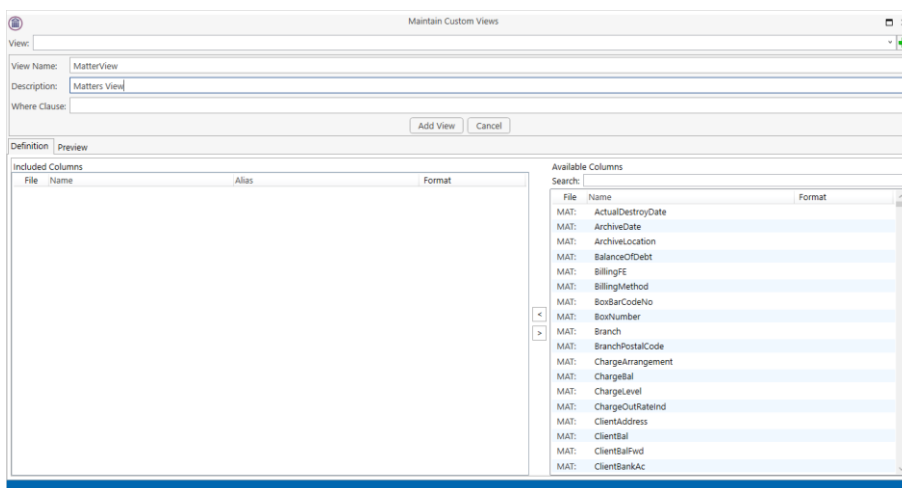 Maintain Custom Views
View:
View Name: MatterView
Description: Matters View
Where Clause:
Add View Cancel
Definition Preview
Included Columns
File Name Alias Format
Available Columns
Search:
File Name Format
MAT: ActualDestroyDate
MAT: ArchiveDate
MAT: ArchiveLocation
MAT: BalanceOfDebt
MAT: BillingFE
MAT: BillingMethod
MAT: BoxBarCodeNo
MAT: BoxNumber
MAT: Branch
MAT: BranchPostalCode
MAT: ChargeArrangement
MAT: ChargeBal
MAT: ChargeLevel
MAT: ChargeOutRateInd
MAT: ClientAddress
MAT: ClientBal
MAT: ClientBalFwd
MAT: ClientBankAc